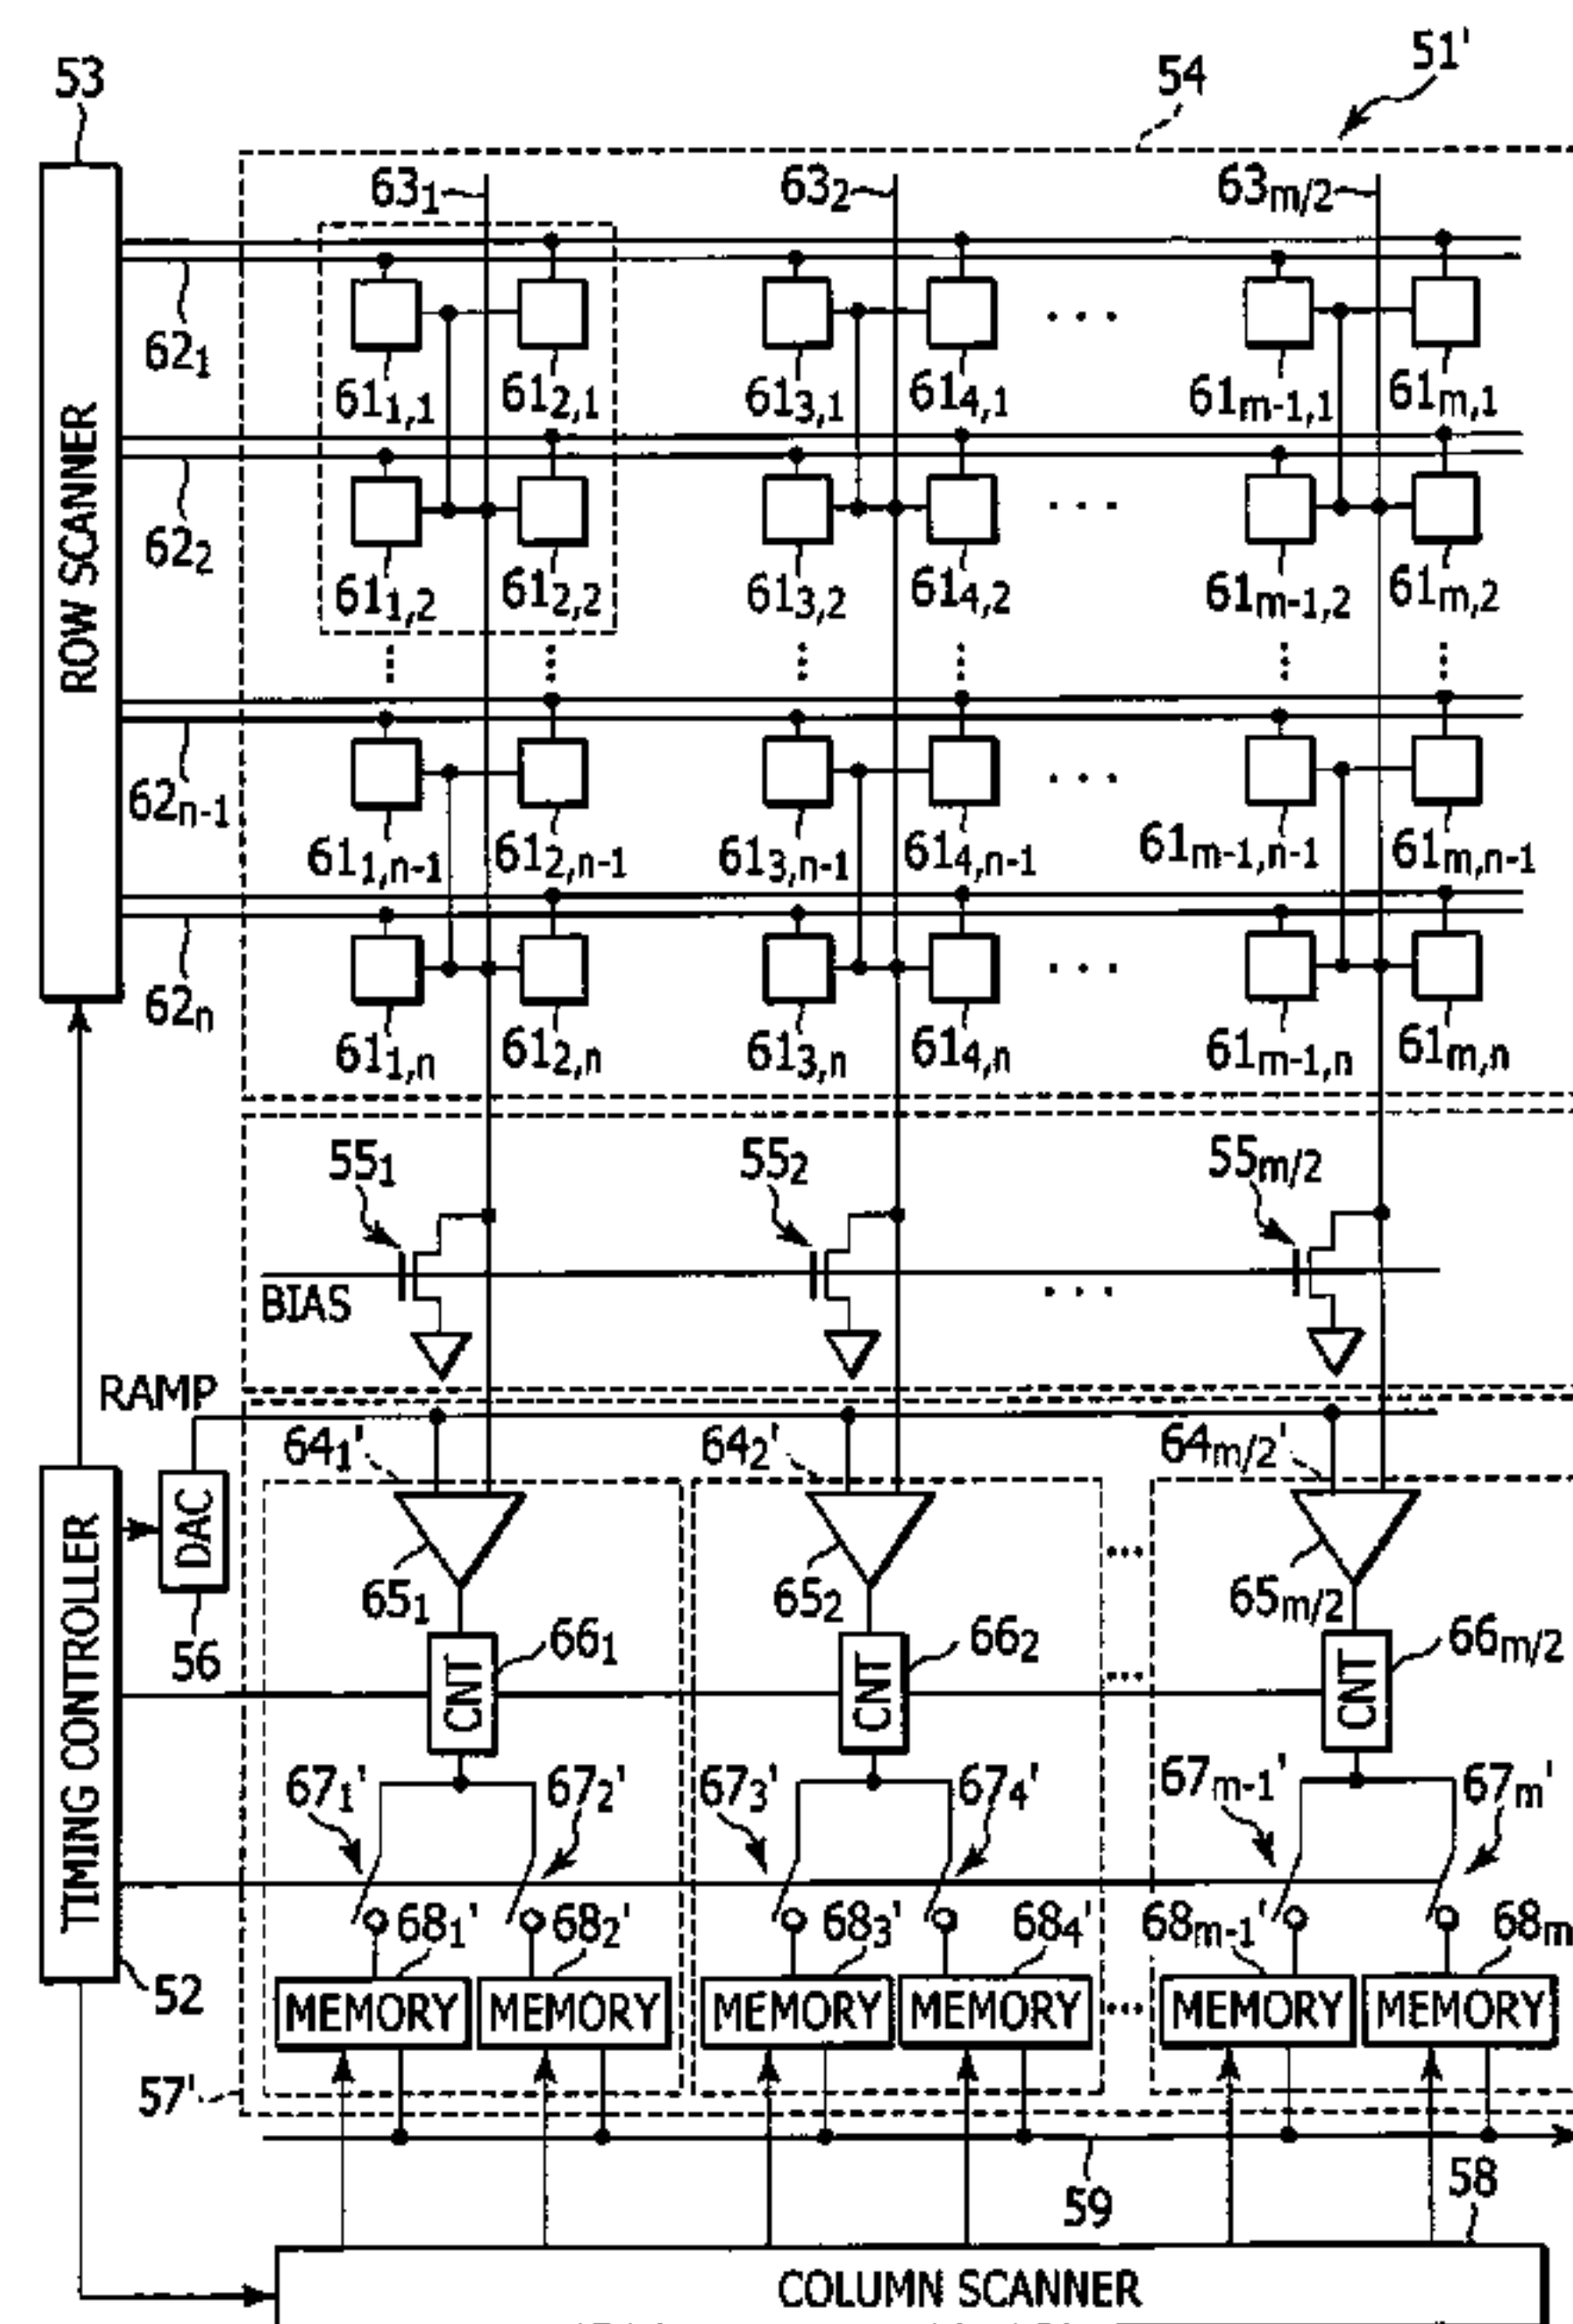 53
54
51'
63₁
63₂
63m/2
62₁
61₁,₁
61₂,₁
61₃,₁
61₄,₁
61m-1,1
61m,1
ROW SCANNER
62₂
61₁,₂
61₂,₂
61₃,₂
61₄,₂
61m-1,2
61m,2
62n-1
61₁,n-1
61₂,n-1
61₃,n-1
61₄,n-1
61m-1,n-1
61m,n-1
62n
61₁,n
61₂,n
61₃,n
61₄,n
61m-1,n
61m,n
55₁
55₂
55m/2
BIAS
RAMP
64₁'
64₂'
64m/2'
DAC
56
65₁
65₂
65m/2
TIMING CONTROLLER
CNT
66₁
CNT
66₂
CNT
66m/2
67₁'
67₂'
67₃'
67₄'
67m-1'
67m'
68₁'
68₂'
68₃'
68₄'
68m-1'
68m
52
MEMORY
MEMORY
MEMORY
MEMORY
MEMORY
MEMORY
57'
59
58
COLUMN SCANNER